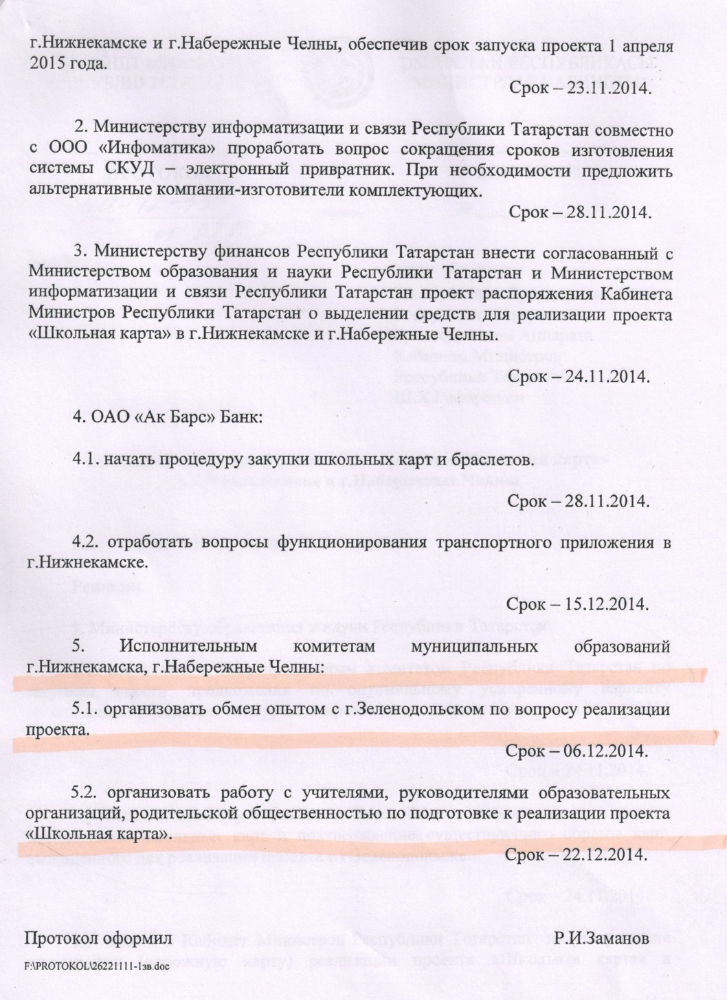 г.Нижнекамске и г.Набережные Челны, обеспечив срок запуска проекта 1 апреля
2015 года.
Срок – 23.11.2014.
2. Министерству информатизации и связи Республики Татарстан совместно
с ООО «Инфоматика» проработать вопрос сокращения сроков изготовления
системы СКУД – электронный привратник. При необходимости предложить
альтернативные компании-изготовители комплектующих.
Срок – 28.11.2014.
3. Министерству финансов Республики Татарстан внести согласованный с
Министерством образования и науки Республики Татарстан и Министерством
информатизации и связи Республики Татарстан проект распоряжения Кабинета
Министров Республики Татарстан о выделении средств для реализации проекта
«Школьная карта» в г.Нижнекамске и г.Набережные Челны.
Срок – 24.11.2014.
4. ОАО «Ак Барс» Банк:
4.1. начать процедуру закупки школьных карт и браслетов.
Срок – 28.11.2014.
4.2. отработать вопросы функционирования транспортного приложения в
г.Нижнекамске.
Срок – 15.12.2014.
5. Исполнительным комитетам муниципальных образований
г.Нижнекамска, г.Набережные Челны:
5.1. организовать обмен опытом с г.Зеленодольском по вопросу реализации
проекта.
Срок – 06.12.2014.
5.2. организовать работу с учителями, руководителями образовательных
организаций, родительской общественностью по подготовке к реализации проекта
«Школьная карта».
Срок – 22.12.2014.
Протокол оформил Р.И.Заманов
F:\PROTOKOL\26221111-1зв.doc